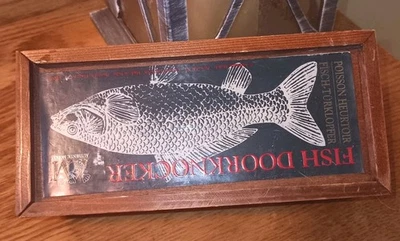 FISH DOORKNOCKER
POISSON HEURTOIR
FISCH-TÜRKLOPFER